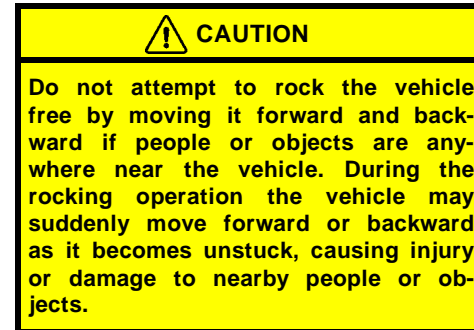 CAUTION
Do not attempt to rock the vehicle
free by moving it forward and back-
ward if people or objects are any-
where near the vehicle. During the
rocking operation the vehicle may
suddenly move forward or backward
as it becomes unstuck, causing injury
or damage to nearby people or ob-
jects.